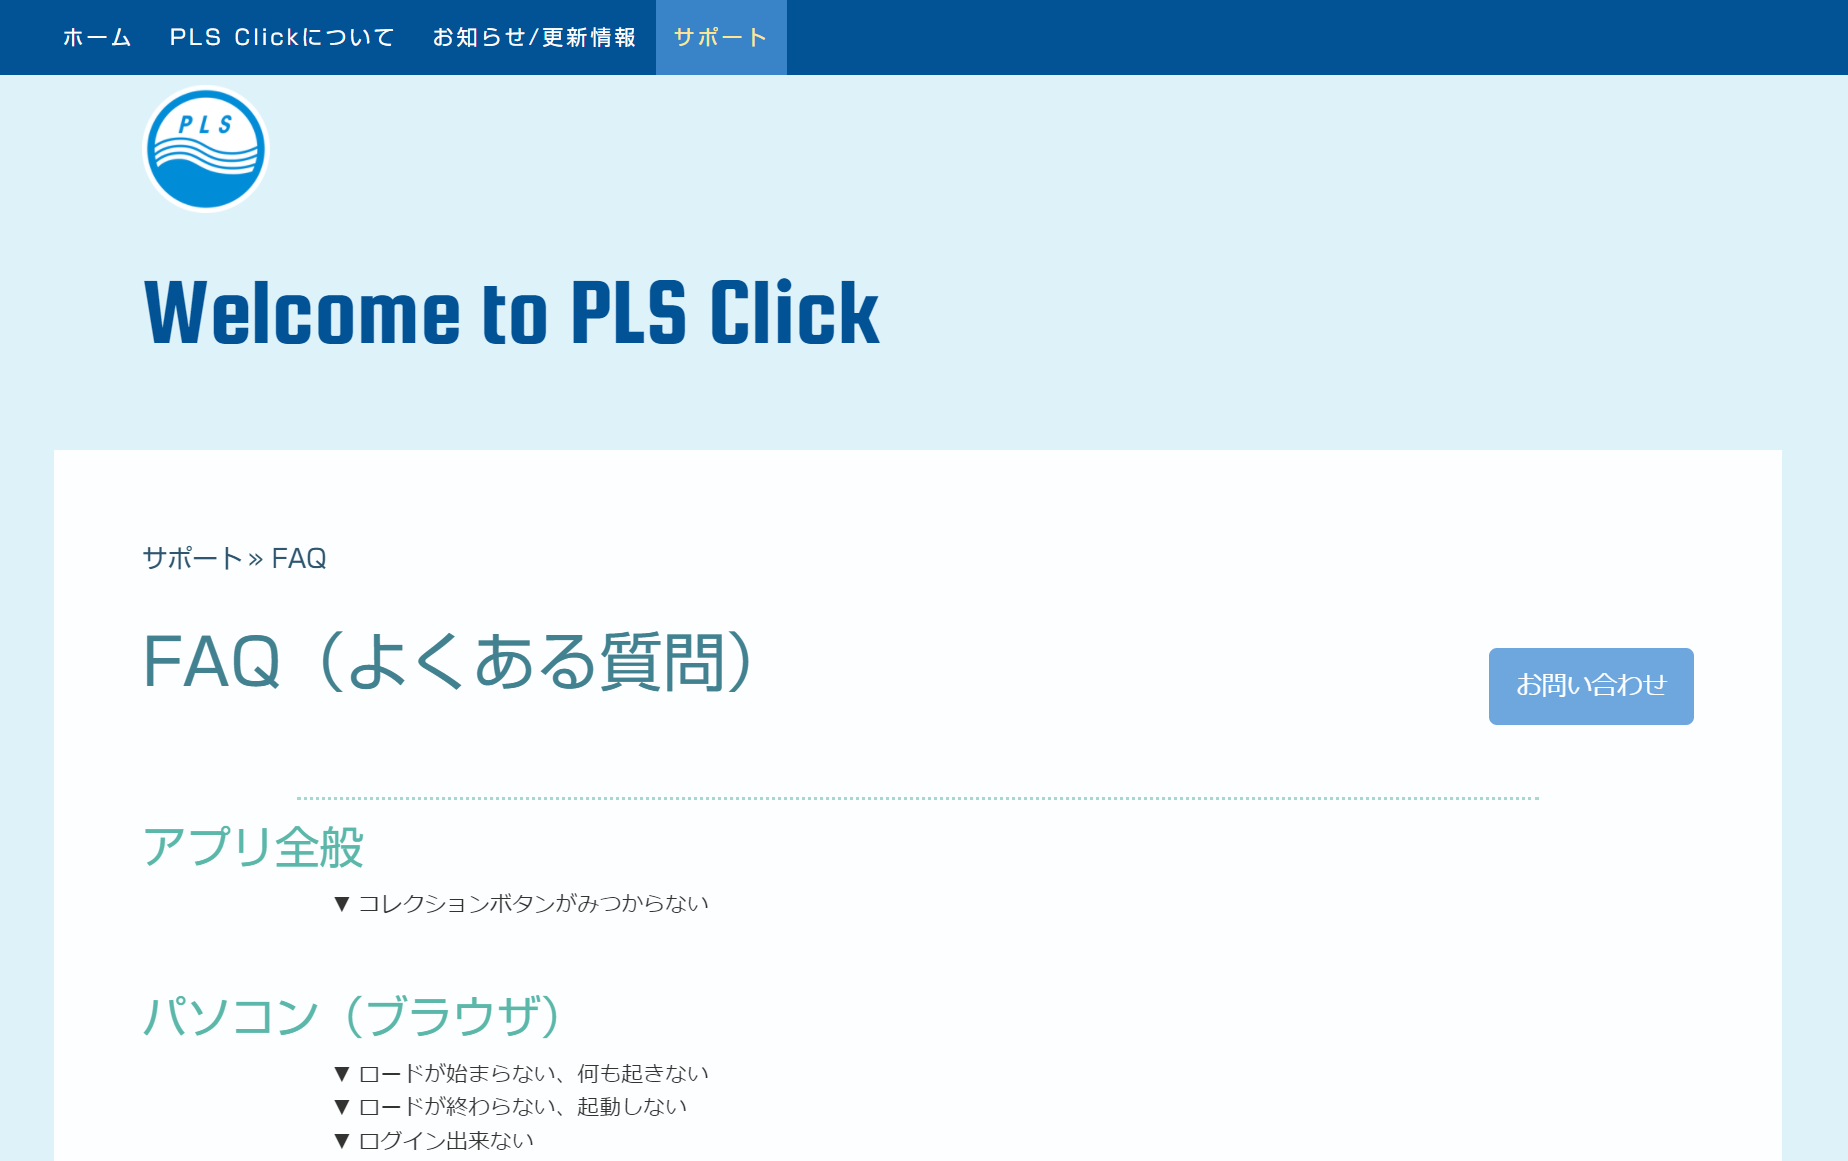 ホーム PLS Clickについて お知らせ/更新情報 サポート
PLS
Welcome to PLS Click
サポート » FAQ
FAQ（よくある質問）
お問い合わせ
アプリ全般
▼ コレクションボタンがみつからない
パソコン（ブラウザ）
▼ ロードが始まらない、何も起きない
▼ ロードが終わらない、起動しない
▼ ログイン出来ない